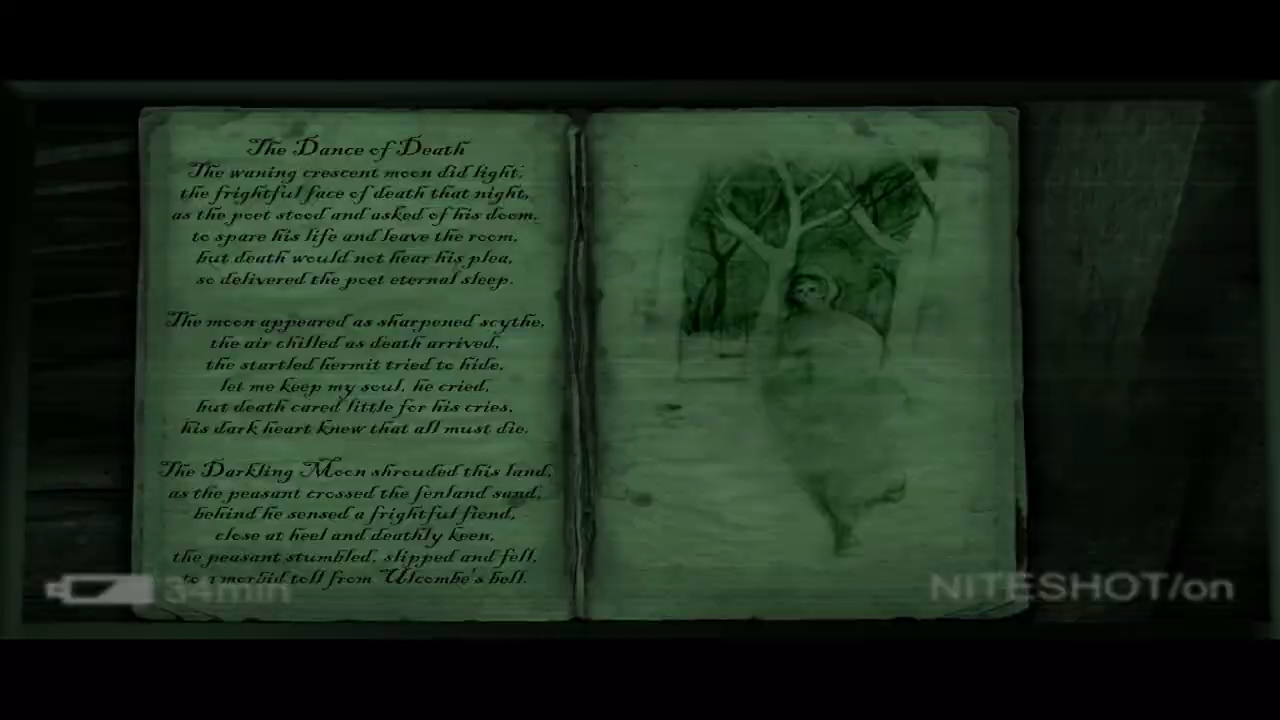 The Dance of Death
The waning crescent moon did light,
the frightful face of death that night,
as the poet stood and asked of his doom,
to spare his life and leave the room,
but death would not hear his plea,
so delivered the poet eternal sleep.
The moon appeared as sharpened scythe,
the air chilled as death arrived,
the startled hermit tried to hide,
let me keep my soul, he cried,
but death cared little for his cries,
his dark heart knew that all must die.
The Darkling Moon shrouded this land,
as the peasant crossed the fenland sand,
behind he sensed a frightful fiend,
close at heel and deathly keen,
the peasant stumbled, slipped and fell,
to a morbid toll from Ulcombe's bell.
34min
NITESHOT/on